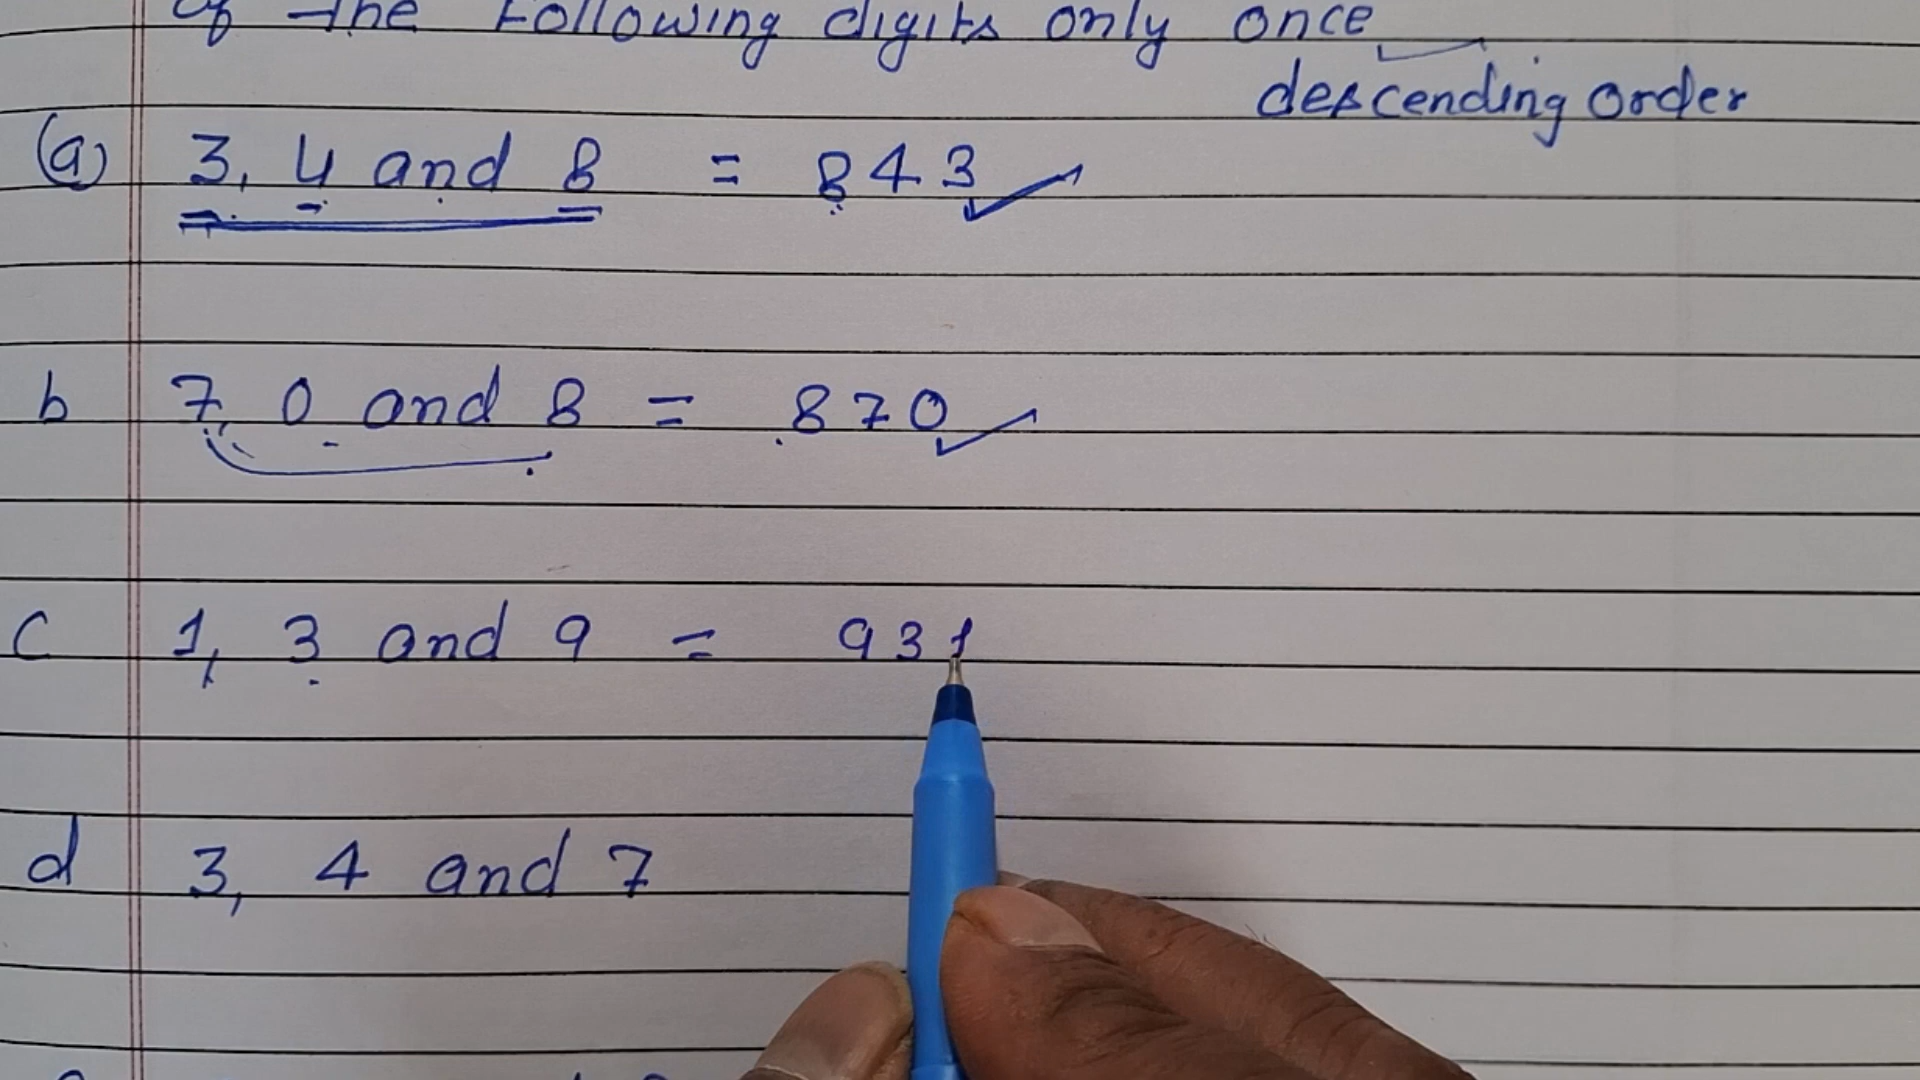 of the Following digits only once
descending order
(a) 3, 4 and 8 = 843
b 7, 0 and 8 = 870
c 1, 3 and 9 = 931
d 3, 4 and 7